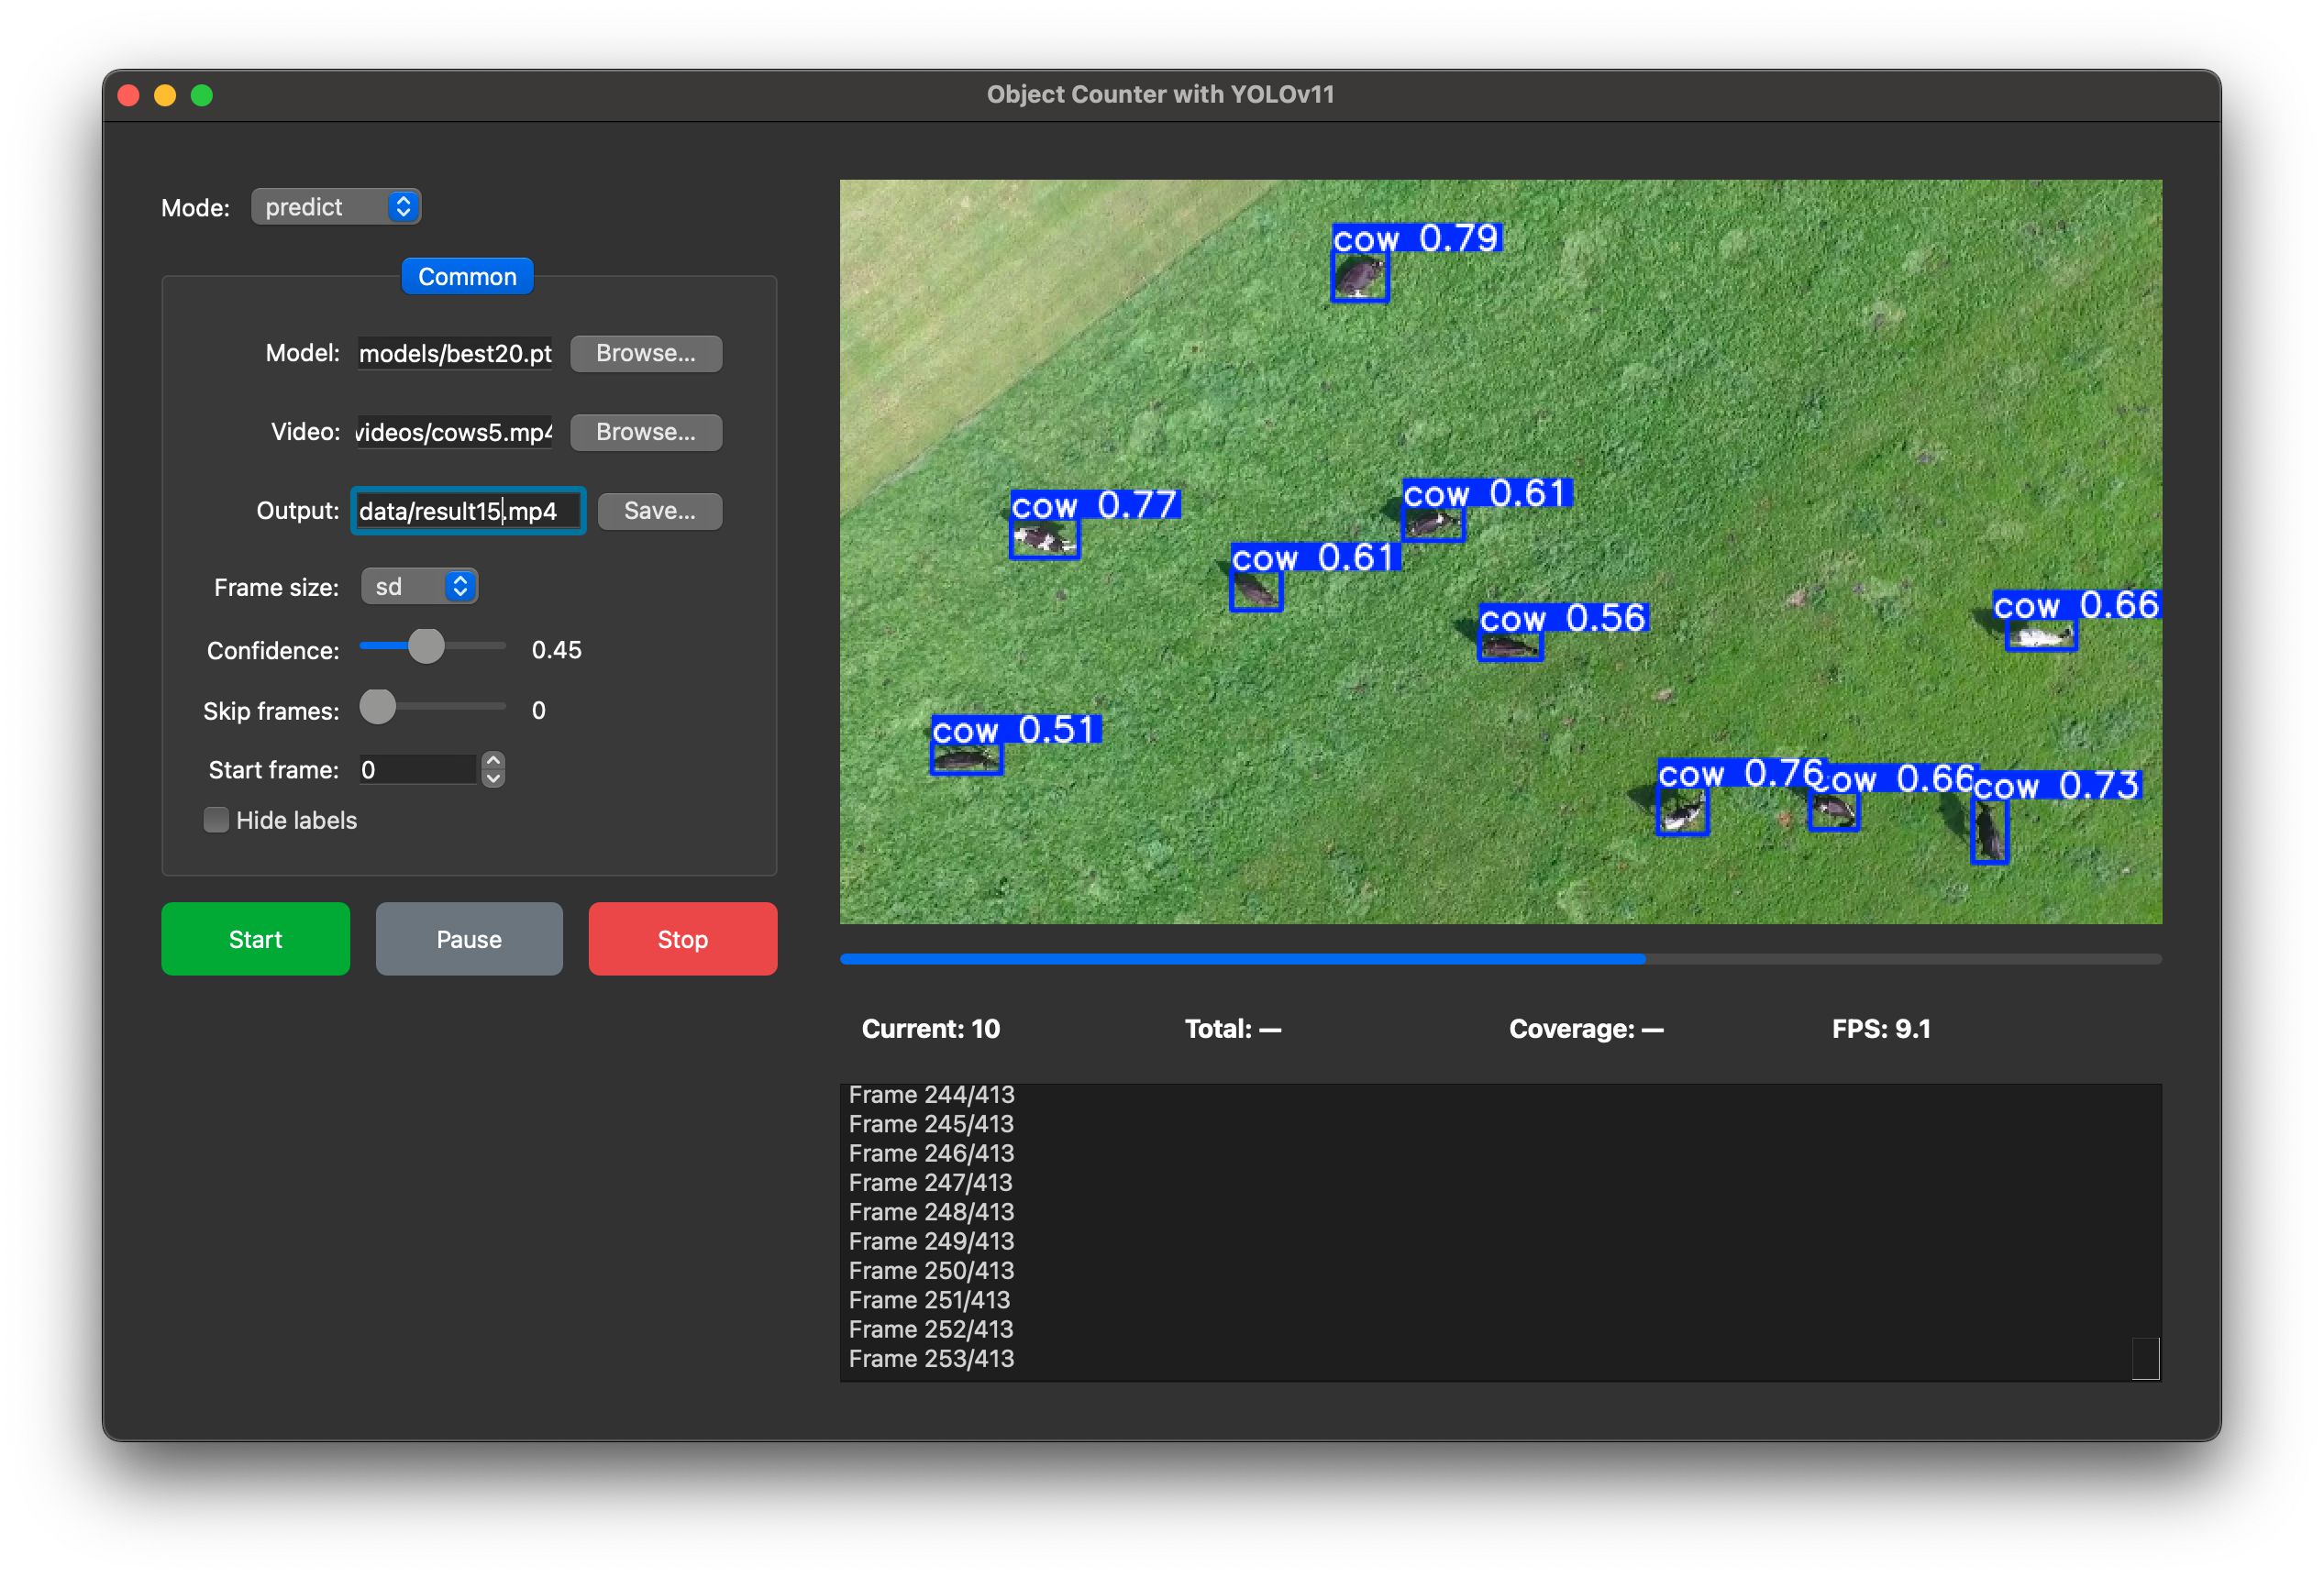 Object Counter with YOLOv11
Mode: predict
Common
Model: models/best20.pt Browse...
Video: videos/cows5.mp4 Browse...
Output: data/result15.mp4 Save...
Frame size: sd
Confidence: 0.45
Skip frames: 0
Start frame: 0
Hide labels
Start Pause Stop
cow 0.79
cow 0.77
cow 0.61
cow 0.61
cow 0.56
cow 0.66
cow 0.51
cow 0.76 cow 0.66 cow 0.73
Current: 10 Total: — Coverage: — FPS: 9.1
Frame 244/413
Frame 245/413
Frame 246/413
Frame 247/413
Frame 248/413
Frame 249/413
Frame 250/413
Frame 251/413
Frame 252/413
Frame 253/413